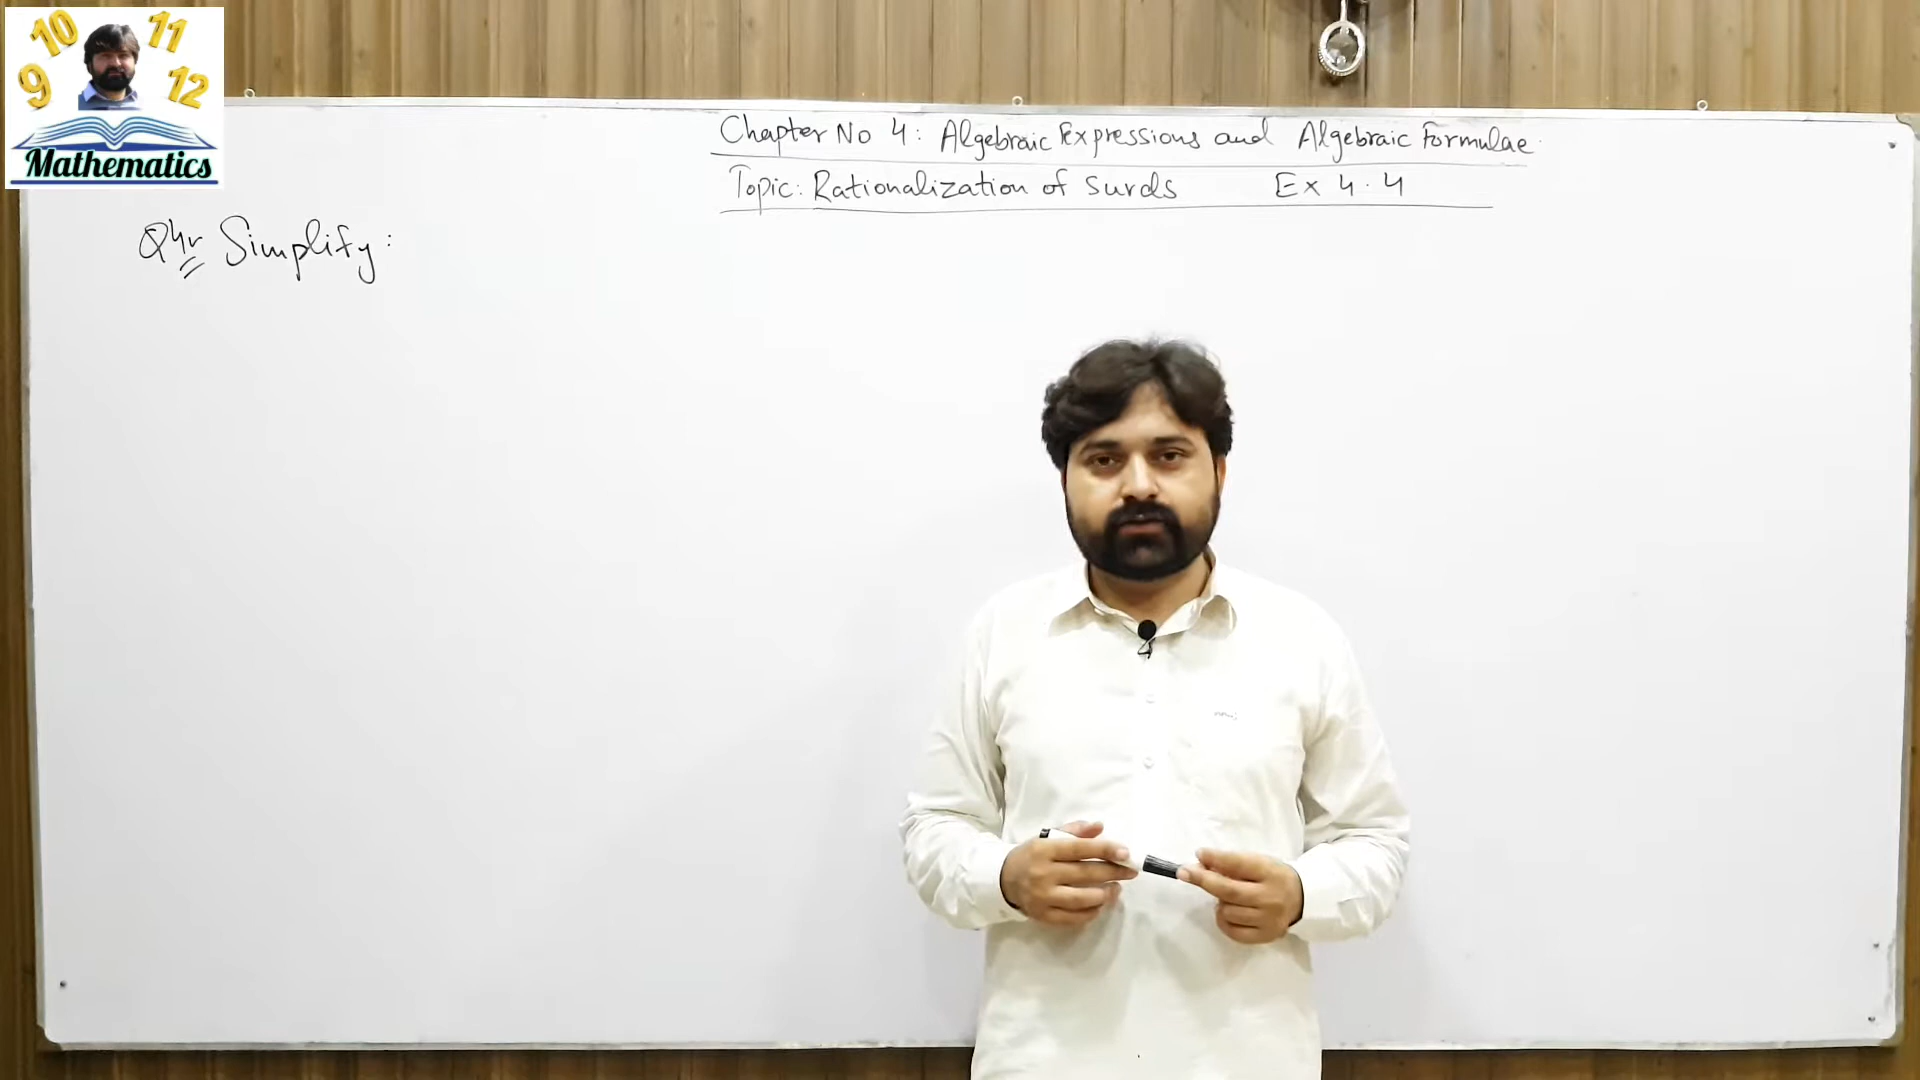 10 11
9 12
Mathematics
Chapter No 4: Algebraic Expressions and Algebraic Formulae
Topic: Rationalization of Surds Ex 4.4
Q4: Simplify: